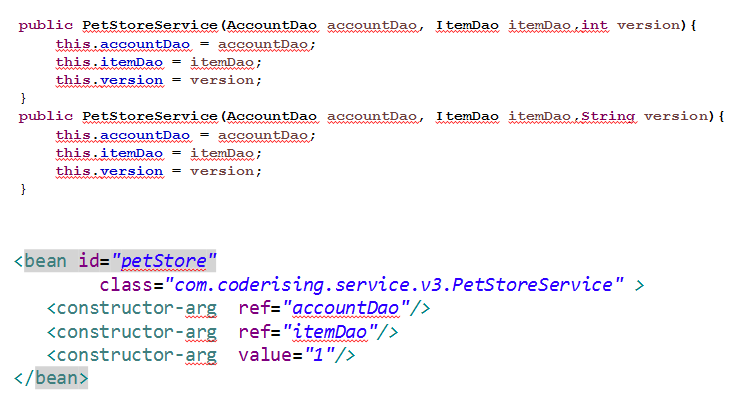 public PetStoreService(AccountDao accountDao, ItemDao itemDao,int version){
this.accountDao = accountDao;
this.itemDao = itemDao;
this.version = version;
}
public PetStoreService(AccountDao accountDao, ItemDao itemDao,String version){
this.accountDao = accountDao;
this.itemDao = itemDao;
this.version = version;
}
<bean id="petStore"
class="com.coderising.service.v3.PetStoreService" >
<constructor-arg ref="accountDao"/>
<constructor-arg ref="itemDao"/>
<constructor-arg value="1"/>
</bean>